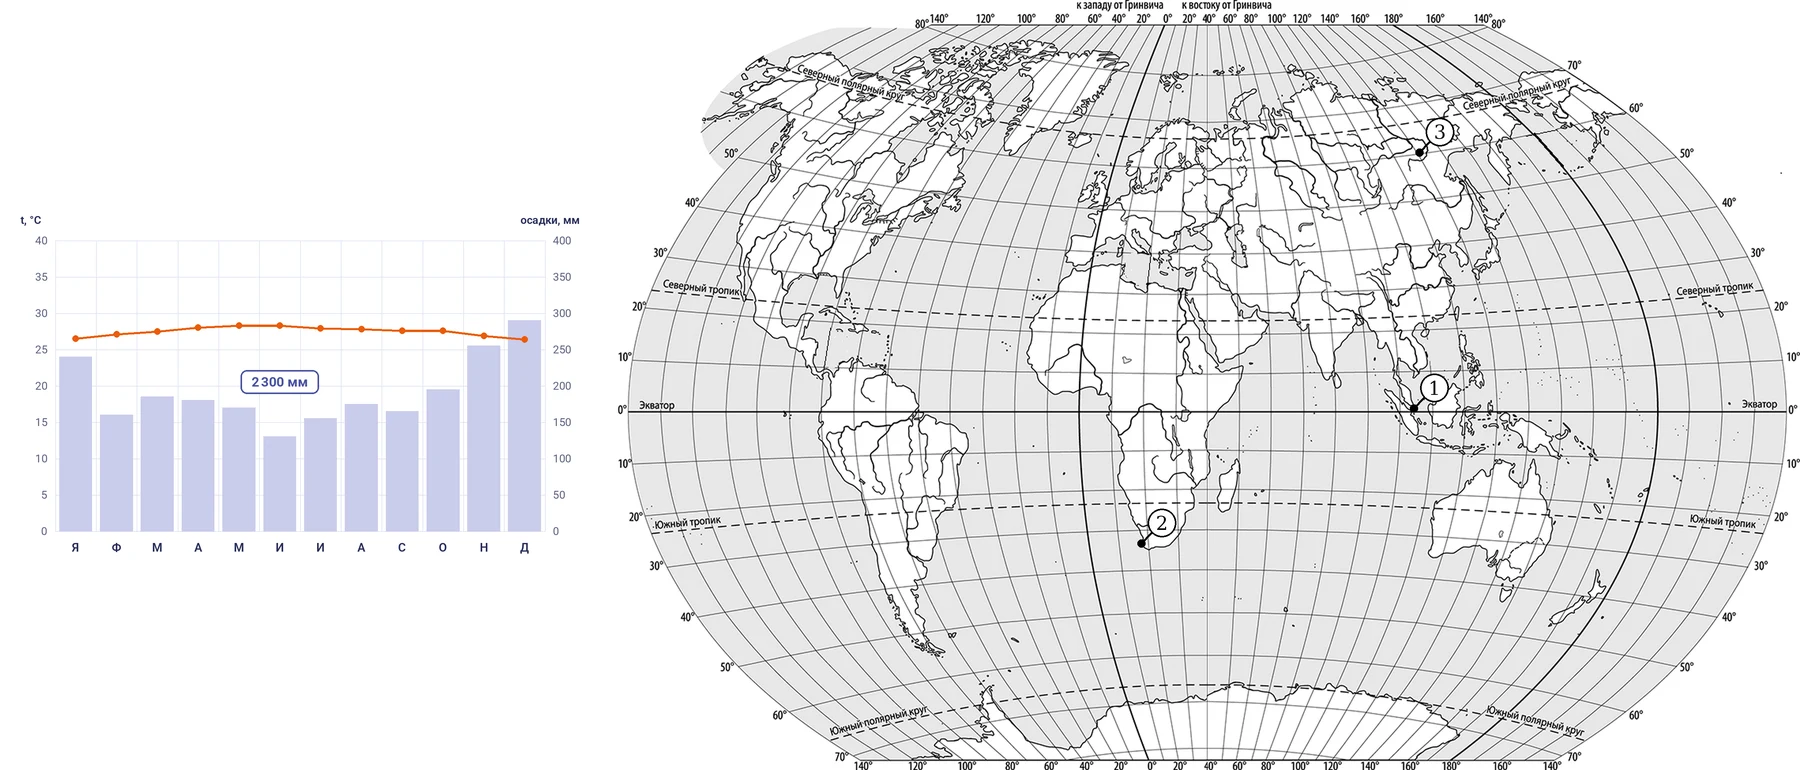 t, °C
осадки, мм
40 400
35 350
30 300
25 250
20 200
15 150
10 100
5 50
0 0
2 300 мм
Я Ф М А М И И А С О Н Д
к западу от Гринвича к востоку от Гринвича
80° 140° 120° 100° 80° 60° 40° 20° 0° 20° 40° 60° 80° 100° 120° 140° 160° 180° 160° 140° 80°
70°
Северный полярный круг Северный полярный круг
60°
3
50° 50°
40° 40°
30° 30°
Северный тропик Северный тропик
20° 20°
10° 10°
1
0° Экватор Экватор 0°
10° 10°
20° Южный тропик 2 Южный тропик 20°
30° 30°
40° 40°
50° 50°
60° 60°
Южный полярный круг Южный полярный круг
70° 70°
140° 120° 100° 80° 60° 40° 20° 0° 20° 40° 60° 80° 100° 120° 140° 160° 180° 160° 140°